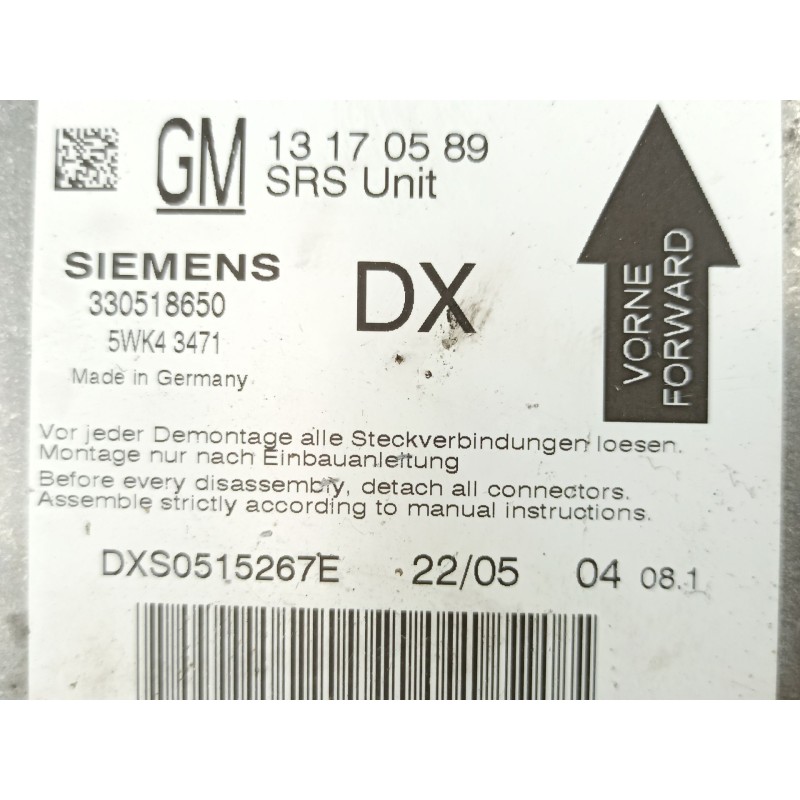 GM 13 17 05 89
SRS Unit
SIEMENS
DX
330518650
5WK4 3471
Made in Germany
VORNE
FORWARD
Vor jeder Demontage alle Steckverbindungen loesen.
Montage nur nach Einbauanleitung
Before every disassembly, detach all connectors.
Assemble strictly according to manual instructions.
DXS0515267E 22/05 04 08.1